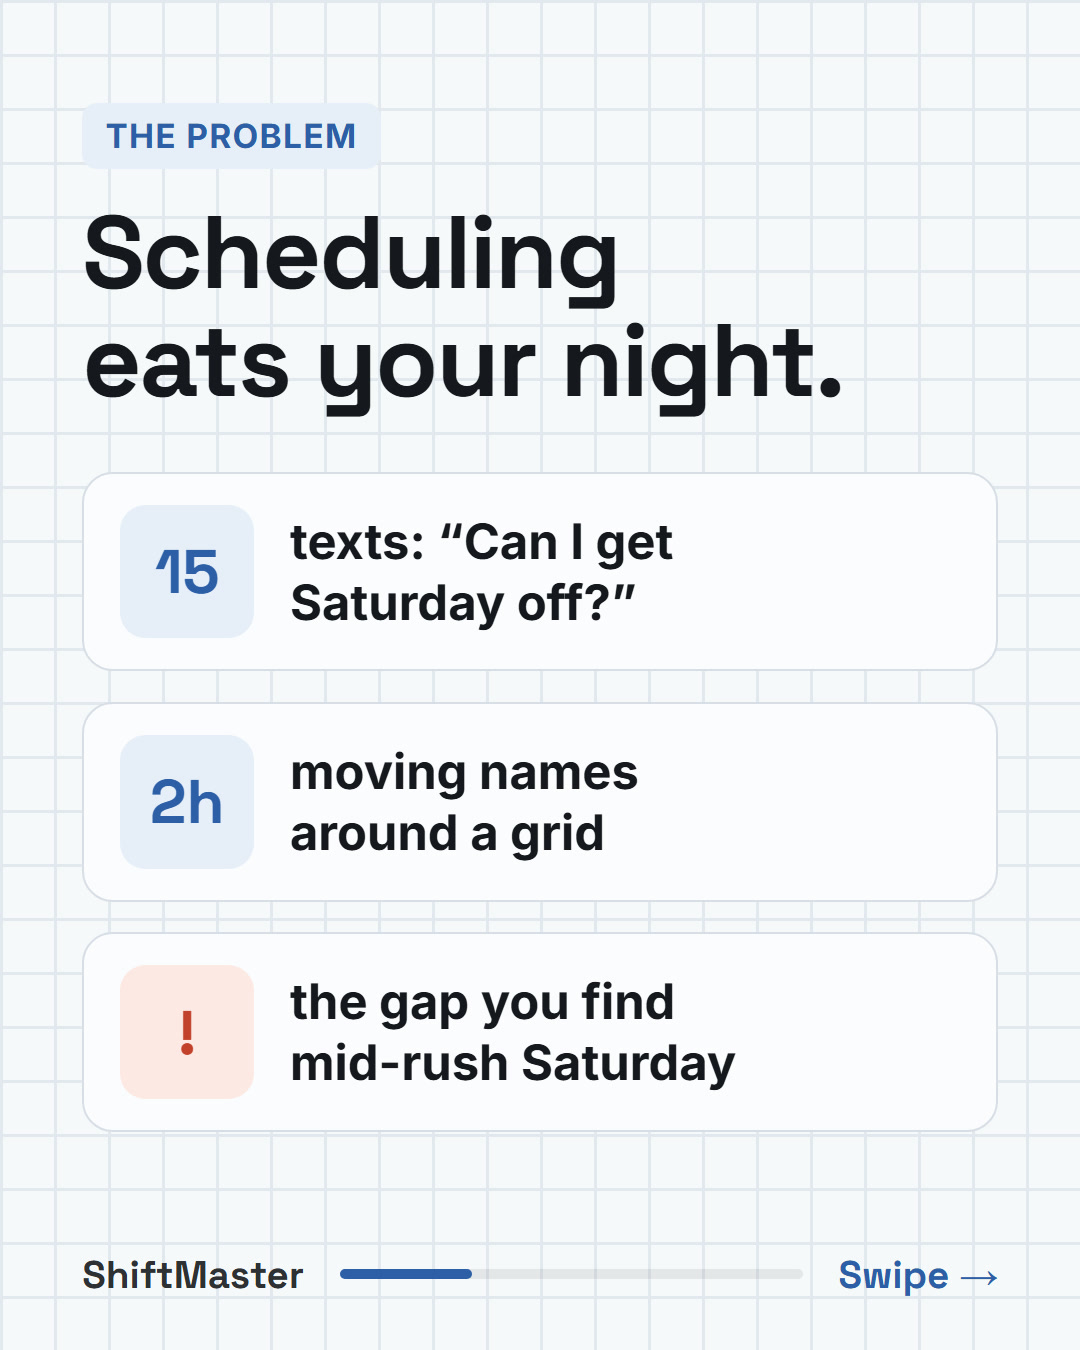 THE PROBLEM
Scheduling
eats your night.
15
texts: “Can I get
Saturday off?”
2h
moving names
around a grid
!
the gap you find
mid-rush Saturday
ShiftMaster
Swipe →